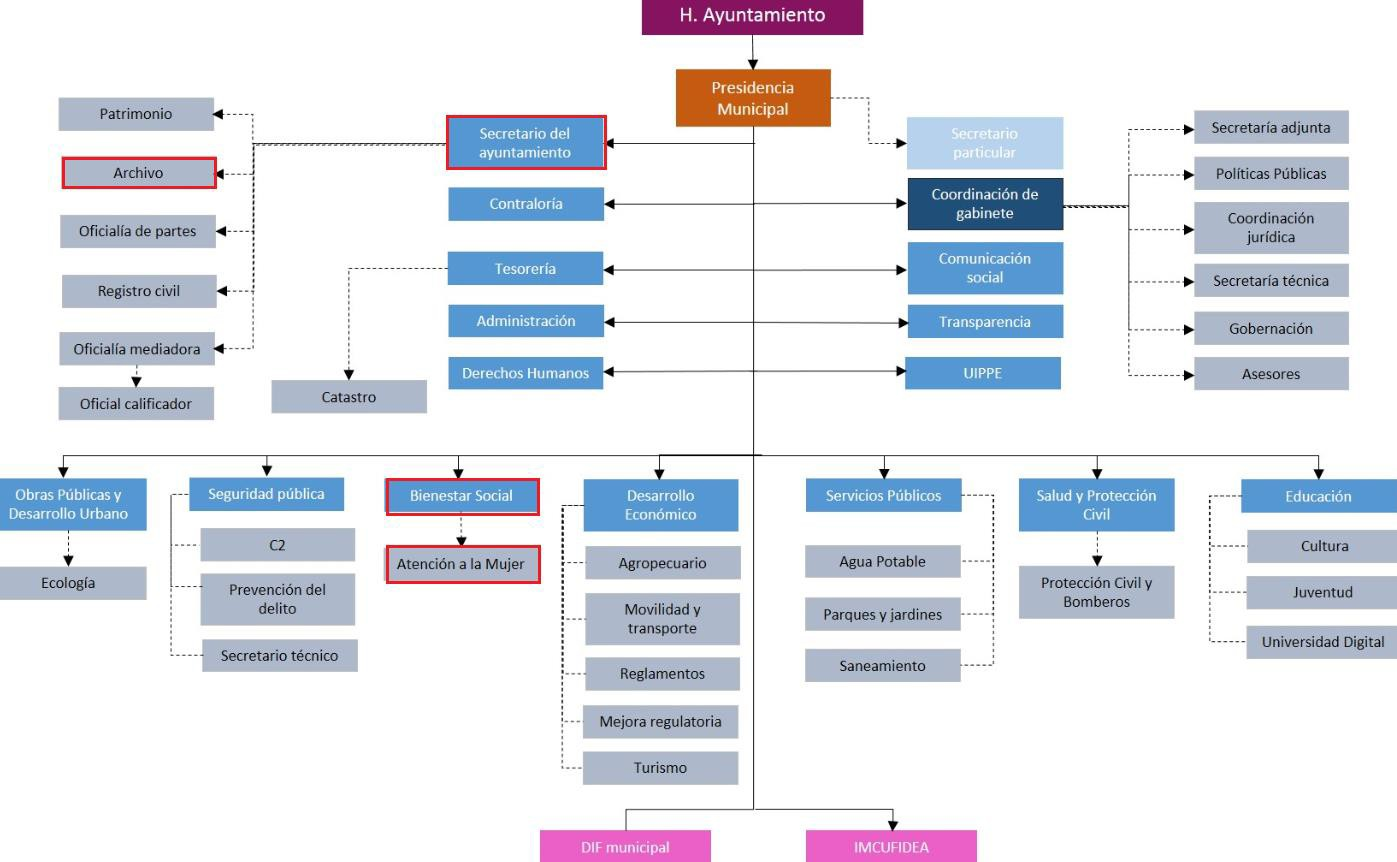 H. Ayuntamiento
Presidencia
Municipal
Patrimonio
Archivo
Oficialía de partes
Registro civil
Oficialía mediadora
Oficial calificador
Catastro
Secretario del
ayuntamiento
Contraloría
Tesorería
Administración
Derechos Humanos
Secretario
particular
Coordinación de
gabinete
Comunicación
social
Transparencia
UIPPE
Secretaría adjunta
Políticas Públicas
Coordinación
jurídica
Secretaría técnica
Gobernación
Asesores
Obras Públicas y
Desarrollo Urbano
Ecología
Seguridad pública
C2
Prevención del
delito
Secretario técnico
Bienestar Social
Atención a la Mujer
Desarrollo
Económico
Agropecuario
Movilidad y
transporte
Reglamentos
Mejora regulatoria
Turismo
Servicios Públicos
Agua Potable
Parques y jardines
Saneamiento
Salud y Protección
Civil
Protección Civil y
Bomberos
Educación
Cultura
Juventud
Universidad Digital
DIF municipal
IMCUFIDEA